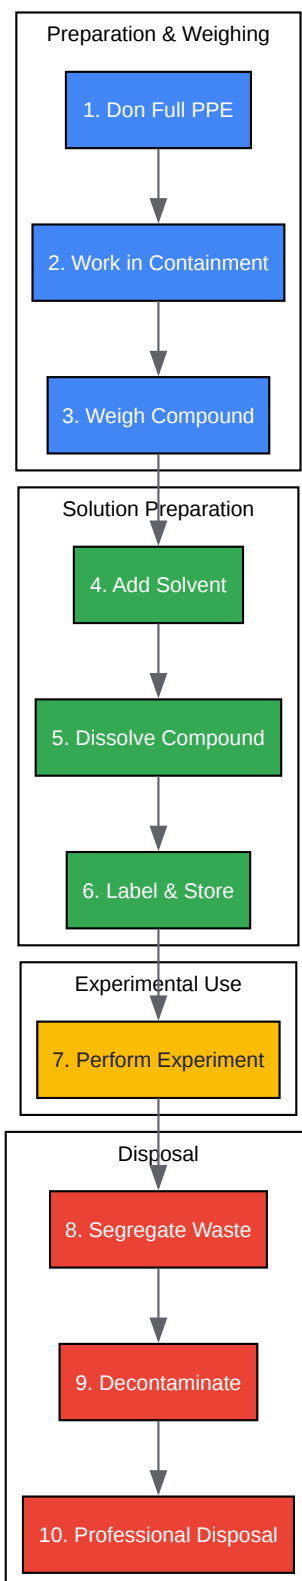 Preparation & Weighing
1. Don Full PPE
2. Work in Containment
3. Weigh Compound
Solution Preparation
4. Add Solvent
5. Dissolve Compound
6. Label & Store
Experimental Use
7. Perform Experiment
Disposal
8. Segregate Waste
9. Decontaminate
10. Professional Disposal